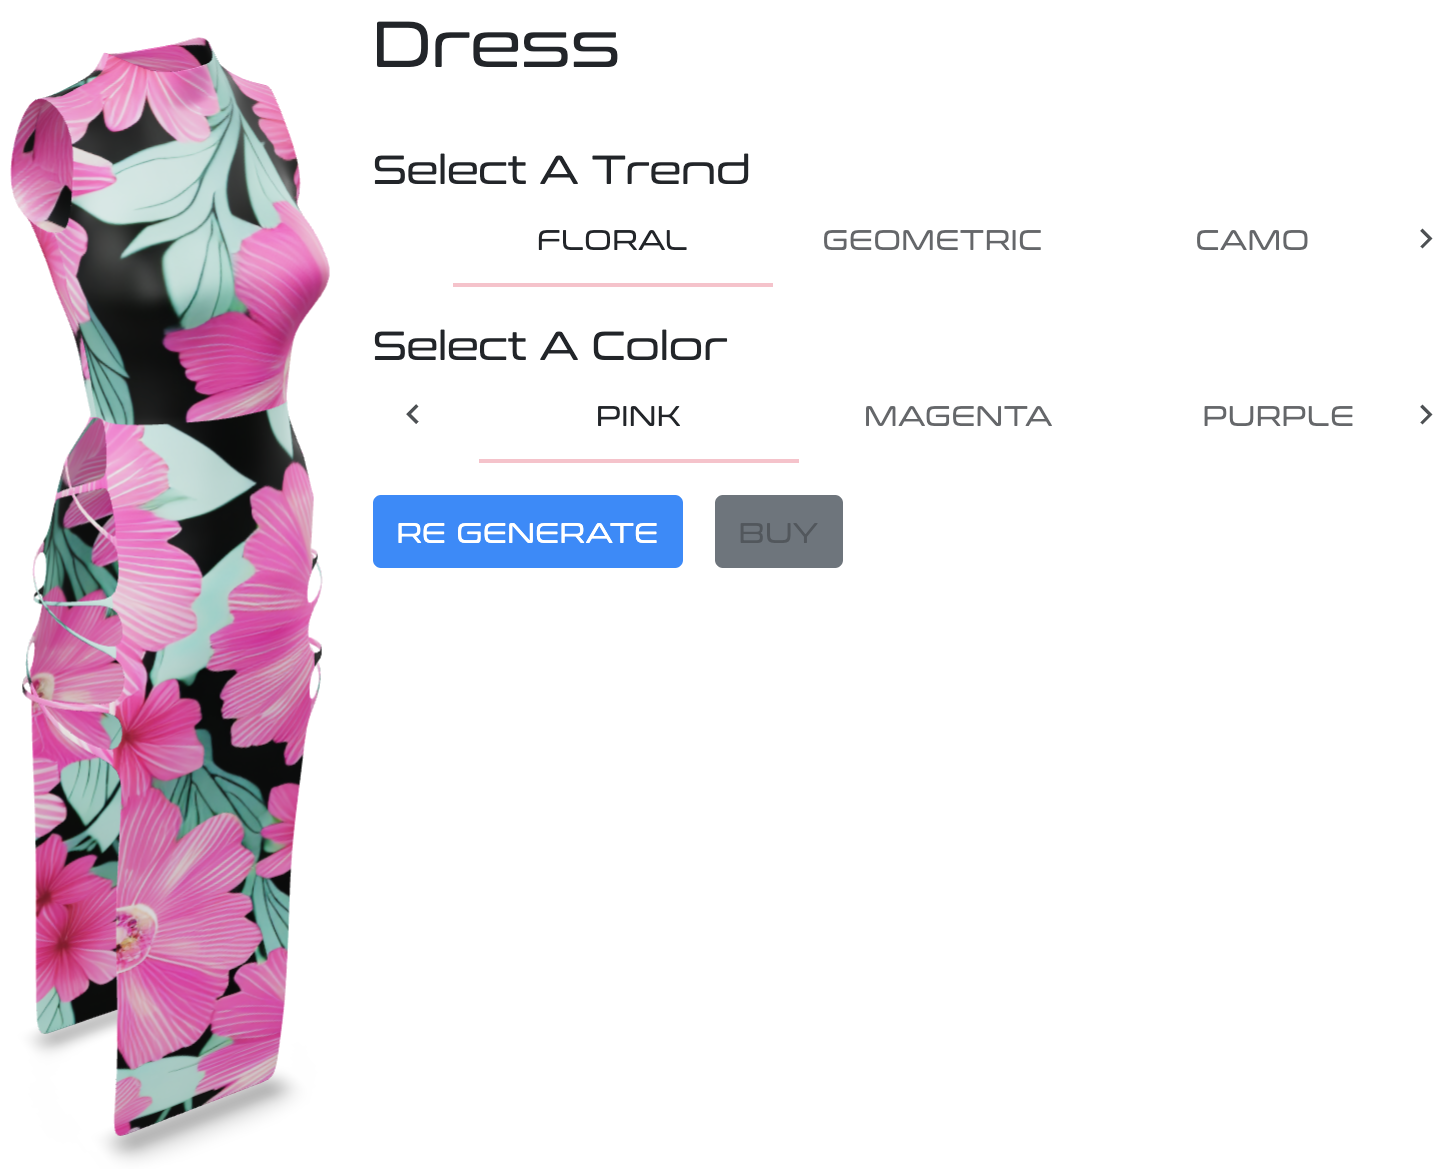 Dress
Select A Trend
FLORAL GEOMETRIC CAMO
Select A Color
PINK MAGENTA PURPLE
RE GENERATE BUY